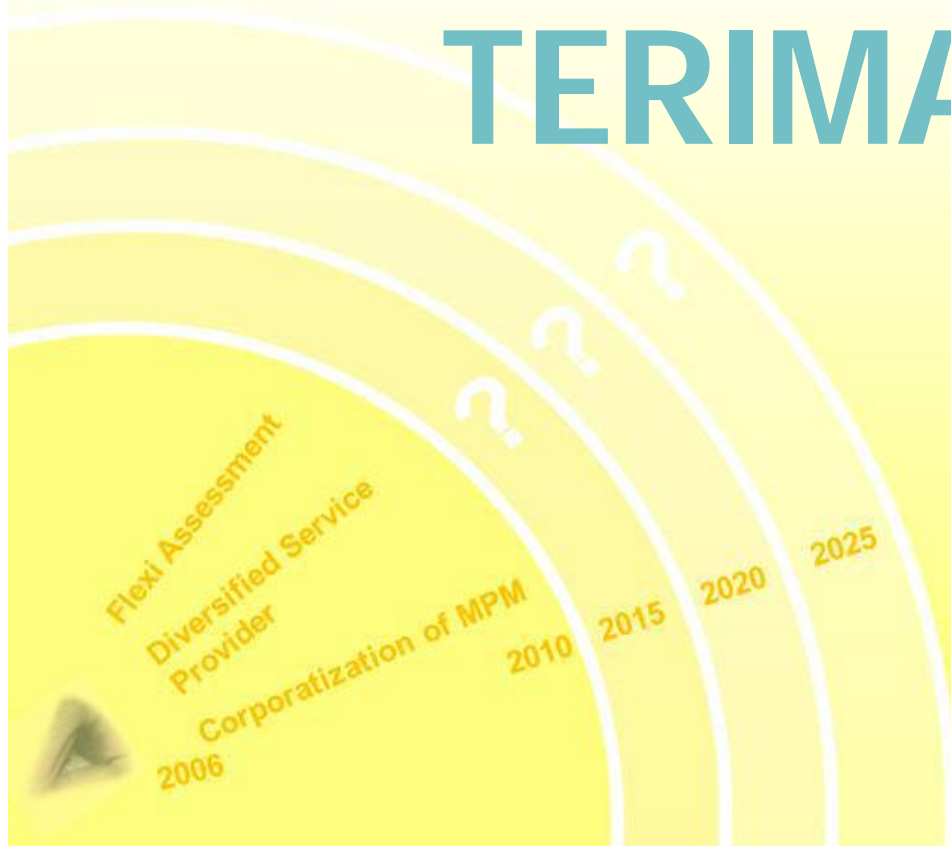 TERIMA
?
?
?
Flexi Assessment
Diversified Service
Provider
Corporatization of MPM
2006
2010
2015
2020
2025